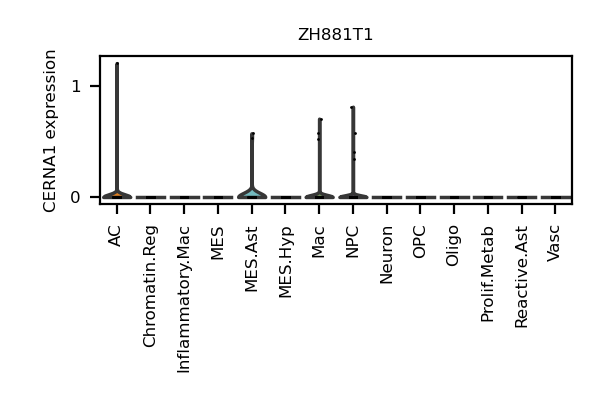 ZH881T1
CERNA1 expression
1
0
AC
Chromatin.Reg
Inflammatory.Mac
MES
MES.Ast
MES.Hyp
Mac
NPC
Neuron
OPC
Oligo
Prolif.Metab
Reactive.Ast
Vasc